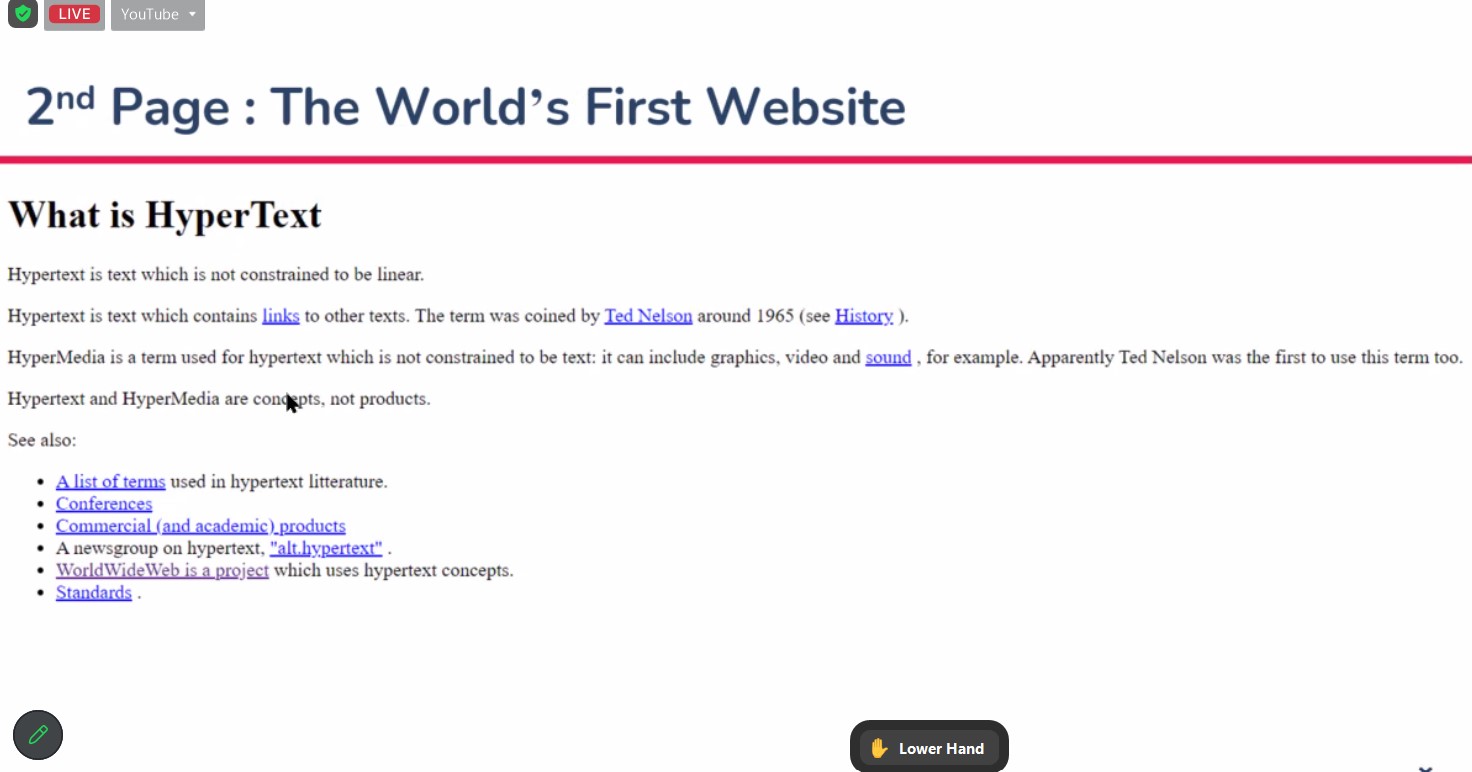 LIVE
YouTube
2nd Page : The World’s First Website
What is HyperText
Hypertext is text which is not constrained to be linear.
Hypertext is text which contains links to other texts. The term was coined by Ted Nelson around 1965 (see History ).
HyperMedia is a term used for hypertext which is not constrained to be text: it can include graphics, video and sound , for example. Apparently Ted Nelson was the first to use this term too.
Hypertext and HyperMedia are concepts, not products.
See also:
• A list of terms used in hypertext litterature.
• Conferences
• Commercial (and academic) products
• A newsgroup on hypertext, "alt.hypertext" .
• WorldWideWeb is a project which uses hypertext concepts.
• Standards .
Lower Hand